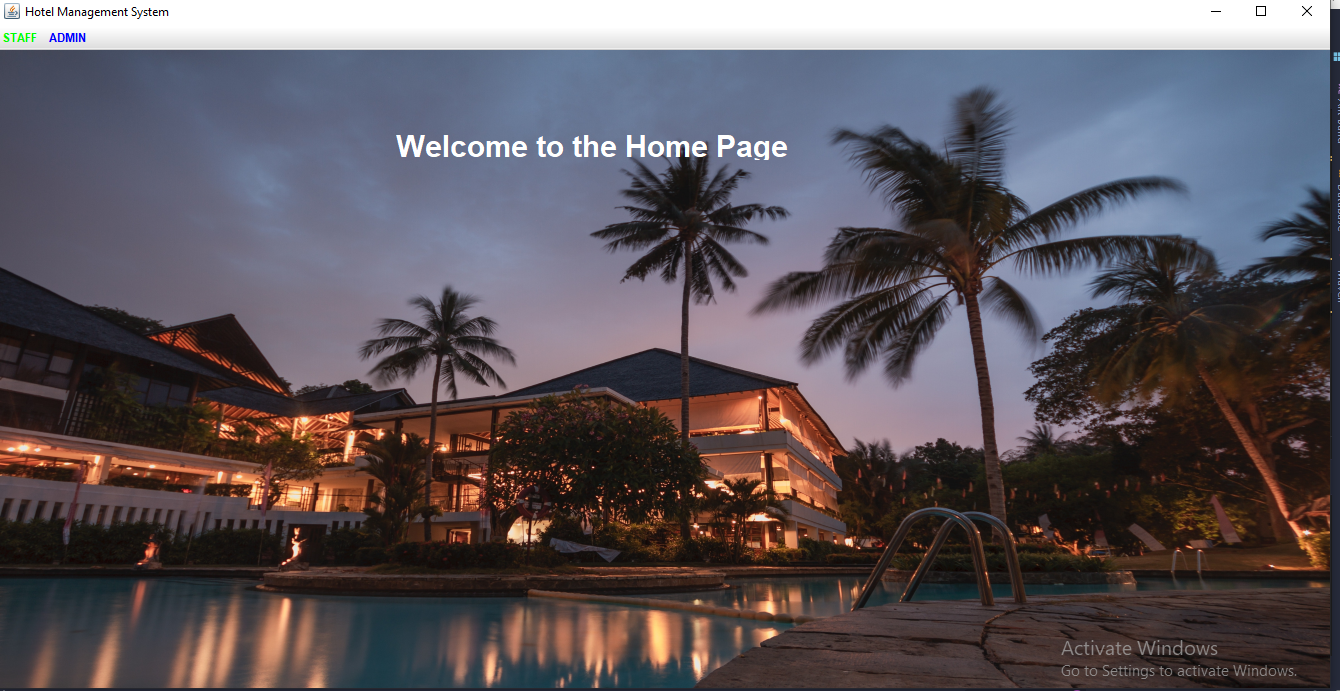 Hotel Management System
STAFF ADMIN
Welcome to the Home Page
Activate Windows
Go to Settings to activate Windows.